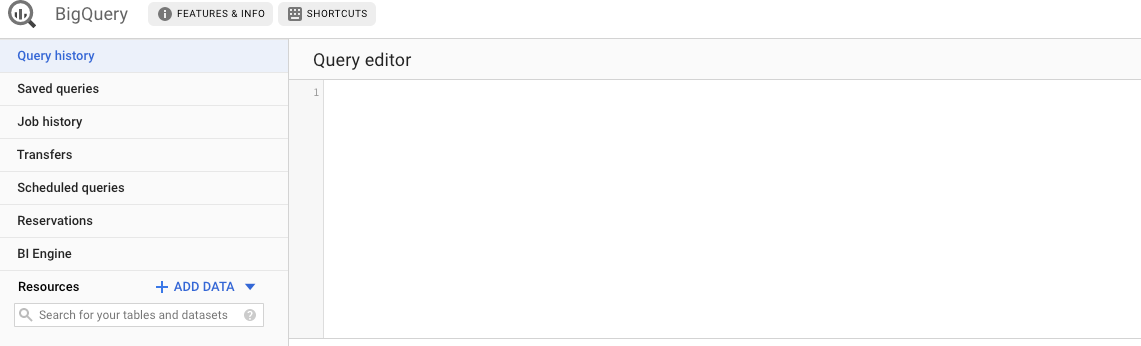 BigQuery FEATURES & INFO SHORTCUTS
Query history
Saved queries
Job history
Transfers
Scheduled queries
Reservations
BI Engine
Resources ADD DATA
Search for your tables and datasets ?
Query editor
1